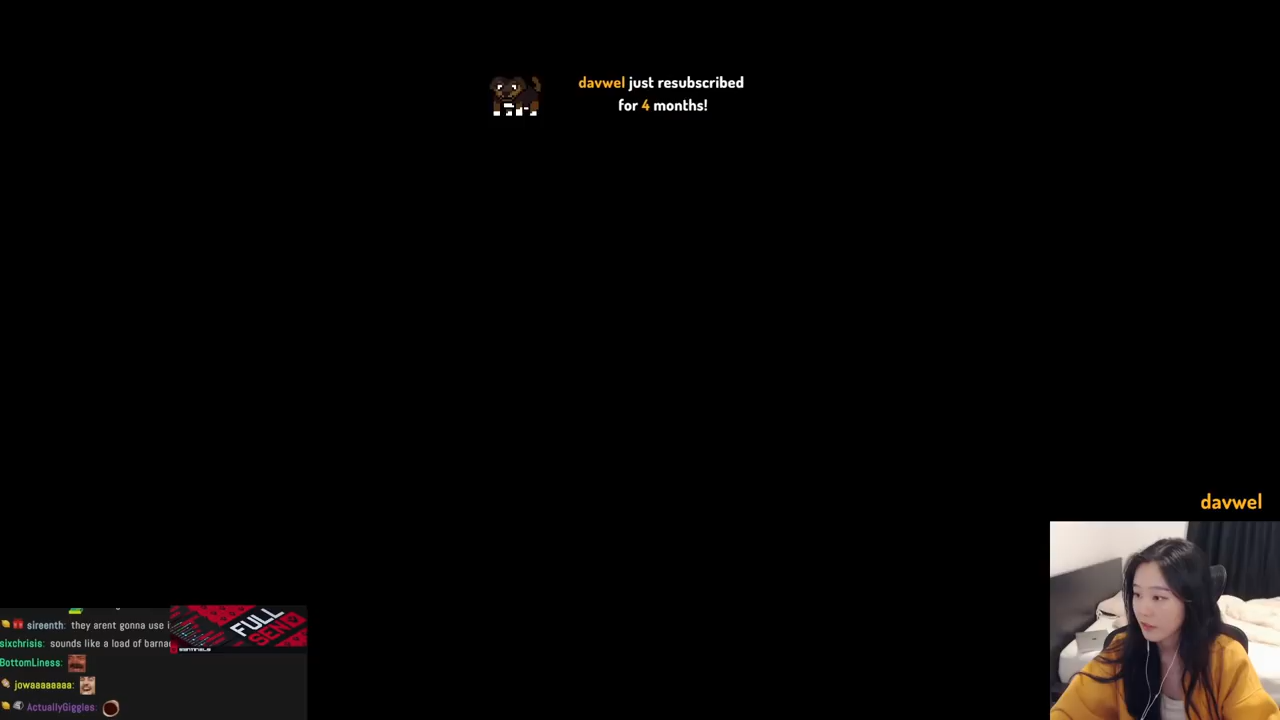 davwel just resubscribed
for 4 months!
davwel
sireenth: they arent gonna use
sixchrisis: sounds like a load of
BottomLiness:
jowaaaaaaaa:
ActuallyGiggles:
FULL
SEND
SENTINELS